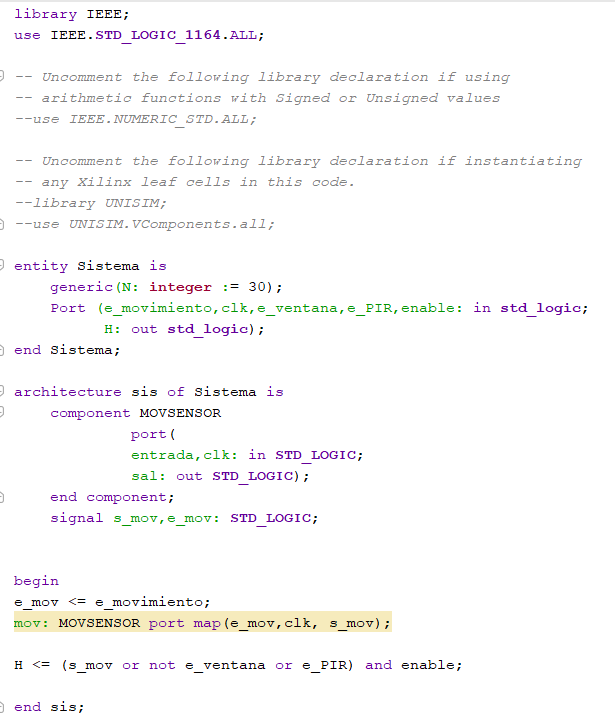 library IEEE;
use IEEE.STD_LOGIC_1164.ALL;
-- Uncomment the following library declaration if using
-- arithmetic functions with Signed or Unsigned values
--use IEEE.NUMERIC_STD.ALL;
-- Uncomment the following library declaration if instantiating
-- any Xilinx leaf cells in this code.
--library UNISIM;
--use UNISIM.VComponents.all;
entity Sistema is
generic(N: integer := 30);
Port (e_movimiento,clk,e_ventana,e_PIR,enable: in std_logic;
H: out std_logic);
end Sistema;
architecture sis of Sistema is
component MOVSENSOR
port(
entrada,clk: in STD_LOGIC;
sal: out STD_LOGIC);
end component;
signal s_mov,e_mov: STD_LOGIC;
begin
e_mov <= e_movimiento;
mov: MOVSENSOR port map(e_mov,clk, s_mov);
H <= (s_mov or not e_ventana or e_PIR) and enable;
end sis;